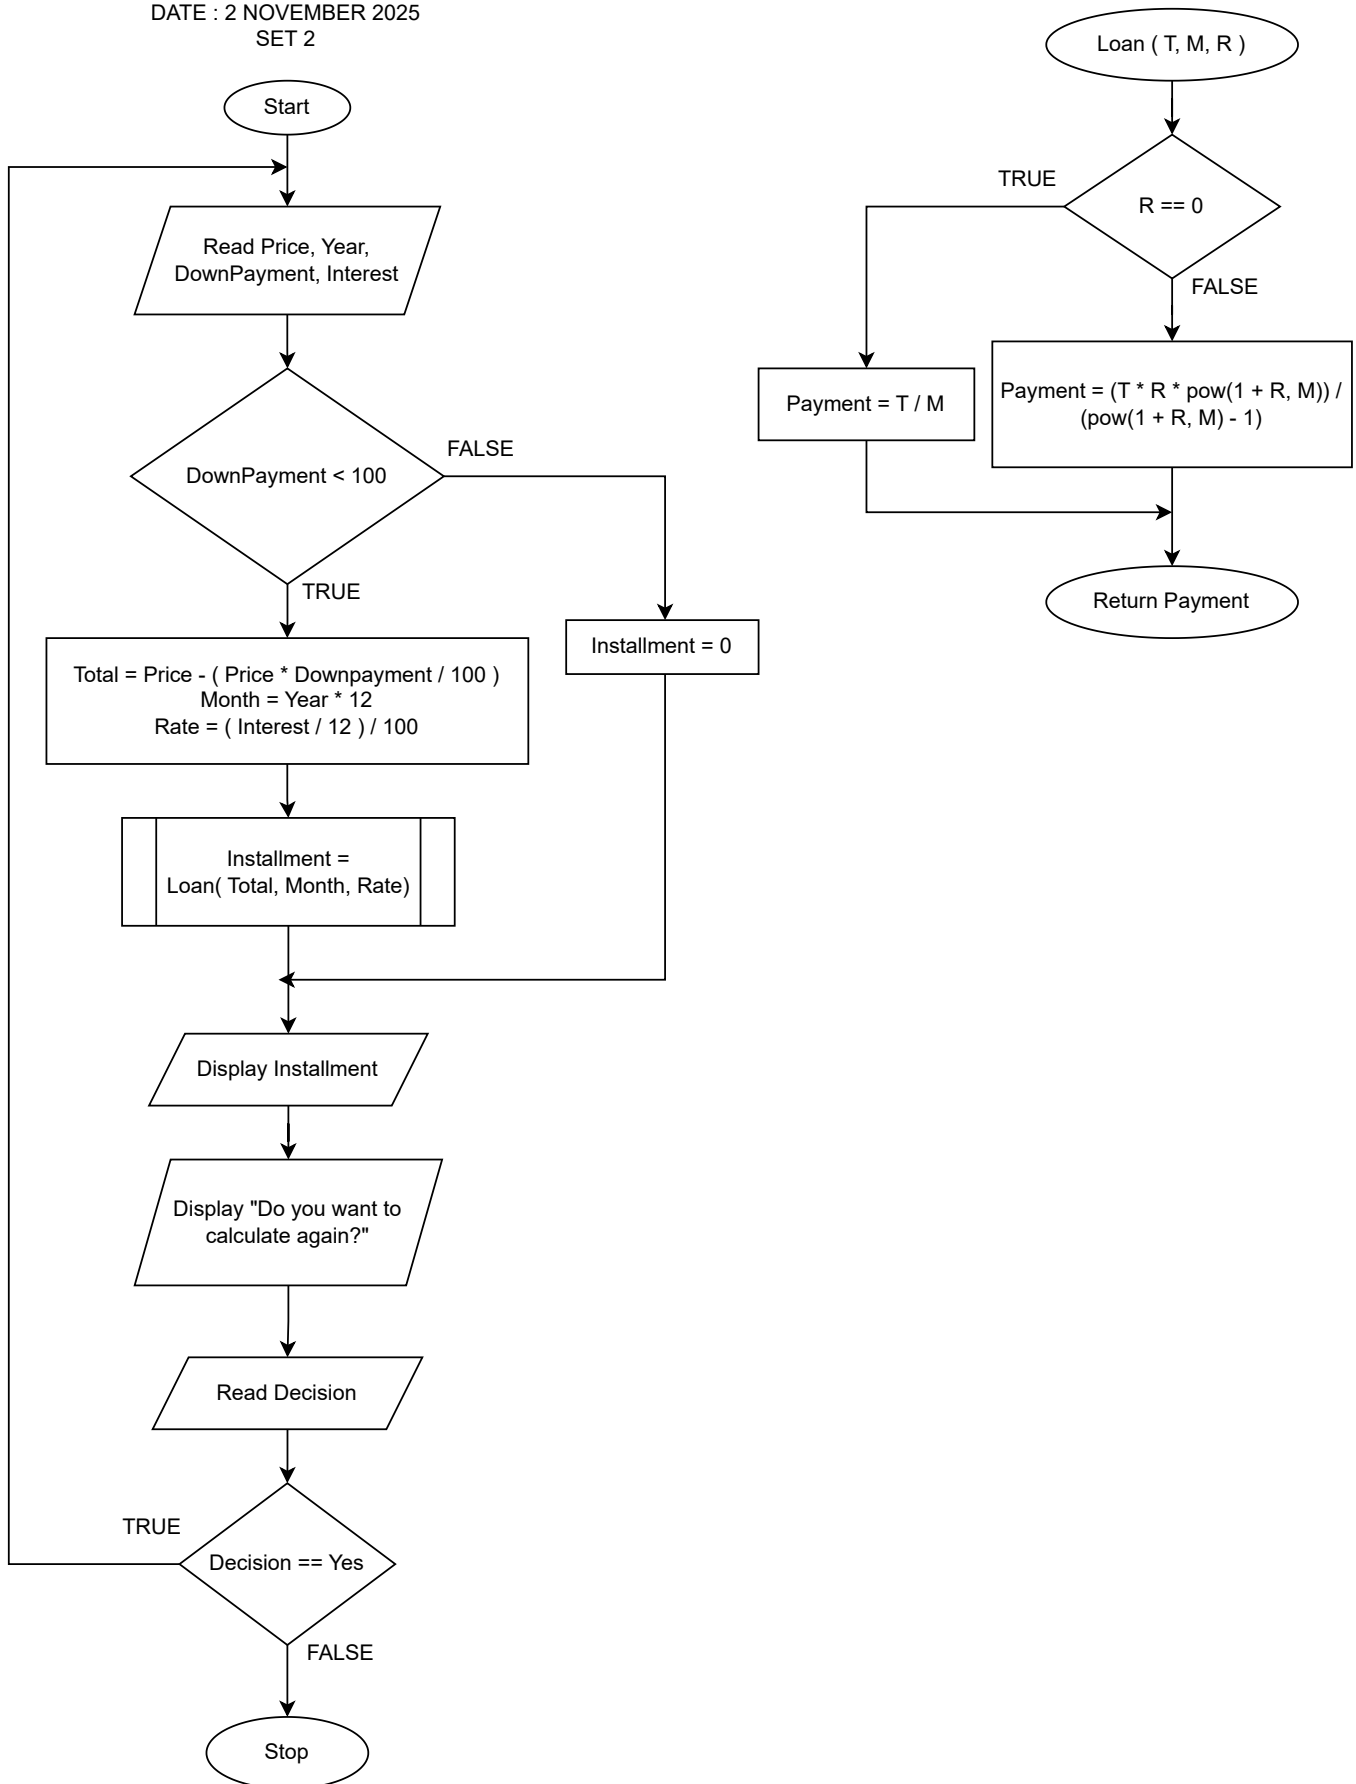 DATE : 2 NOVEMBER 2025
SET 2
Start
Read Price, Year,
DownPayment, Interest
DownPayment < 100
FALSE
TRUE
Total = Price - ( Price * Downpayment / 100 )
Month = Year * 12
Rate = ( Interest / 12 ) / 100
Installment = 0
Installment =
Loan( Total, Month, Rate)
Display Installment
Display "Do you want to
calculate again?"
Read Decision
TRUE
Decision == Yes
FALSE
Stop
Loan ( T, M, R )
TRUE
R == 0
FALSE
Payment = T / M
Payment = (T * R * pow(1 + R, M)) /
(pow(1 + R, M) - 1)
Return Payment